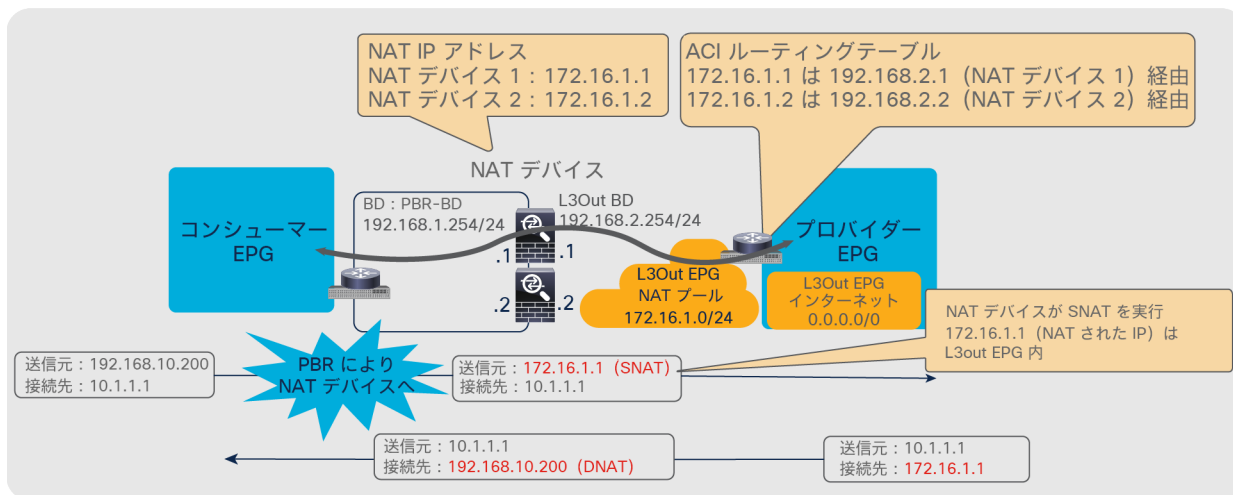 NAT IP アドレス
NAT デバイス 1：172.16.1.1
NAT デバイス 2：172.16.1.2
ACI ルーティングテーブル
172.16.1.1 は 192.168.2.1（NAT デバイス 1）経由
172.16.1.2 は 192.168.2.2（NAT デバイス 2）経由
NAT デバイス
コンシューマー
EPG
BD：PBR-BD
192.168.1.254/24
L3Out BD
192.168.2.254/24
.1
.1
.2
.2
L3Out EPG
NAT プール
172.16.1.0/24
プロバイダー
EPG
L3Out EPG
インターネット
0.0.0.0/0
NAT デバイスが SNAT を実行
172.16.1.1（NAT された IP）は
L3out EPG 内
送信元：192.168.10.200
接続先：10.1.1.1
PBR により
NAT デバイスへ
送信元：172.16.1.1（SNAT）
接続先：10.1.1.1
送信元：10.1.1.1
接続先：192.168.10.200（DNAT）
送信元：10.1.1.1
接続先：172.16.1.1